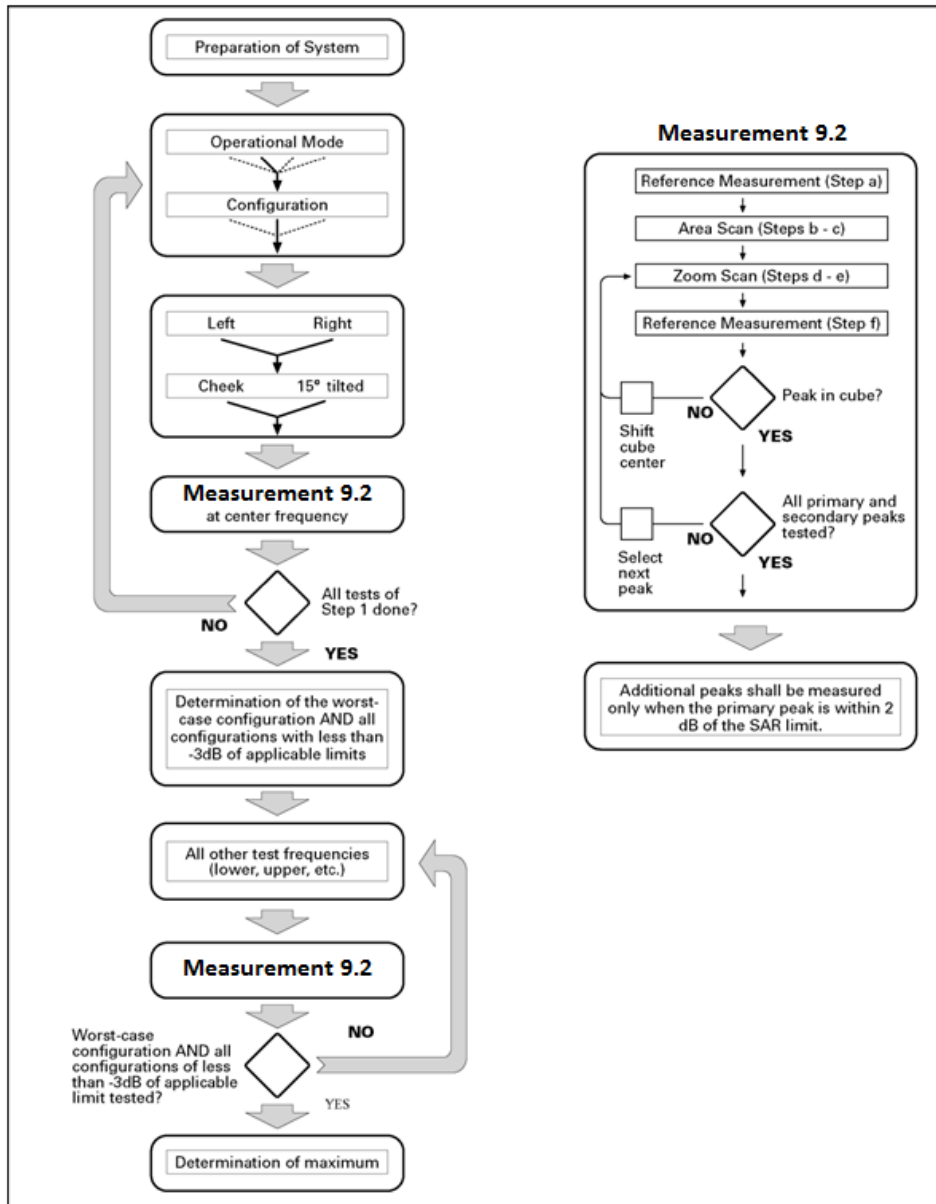 Preparation of System
Operational Mode
Configuration
Left Right
Cheek 15° tilted
Measurement 9.2
at center frequency
All tests of
Step 1 done?
NO
YES
Determination of the worst-
case configuration AND all
configurations with less than
-3dB of applicable limits
All other test frequencies
(lower, upper, etc.)
Measurement 9.2
NO
Worst-case
configuration AND all
configurations of less
than -3dB of applicable
limit tested?
YES
Determination of maximum
Measurement 9.2
Reference Measurement (Step a)
Area Scan (Steps b - c)
Zoom Scan (Steps d - e)
Reference Measurement (Step f)
Peak in cube?
NO
YES
Shift
cube
center
All primary and
secondary peaks
tested?
NO
YES
Select
next
peak
Additional peaks shall be measured
only when the primary peak is within 2
dB of the SAR limit.